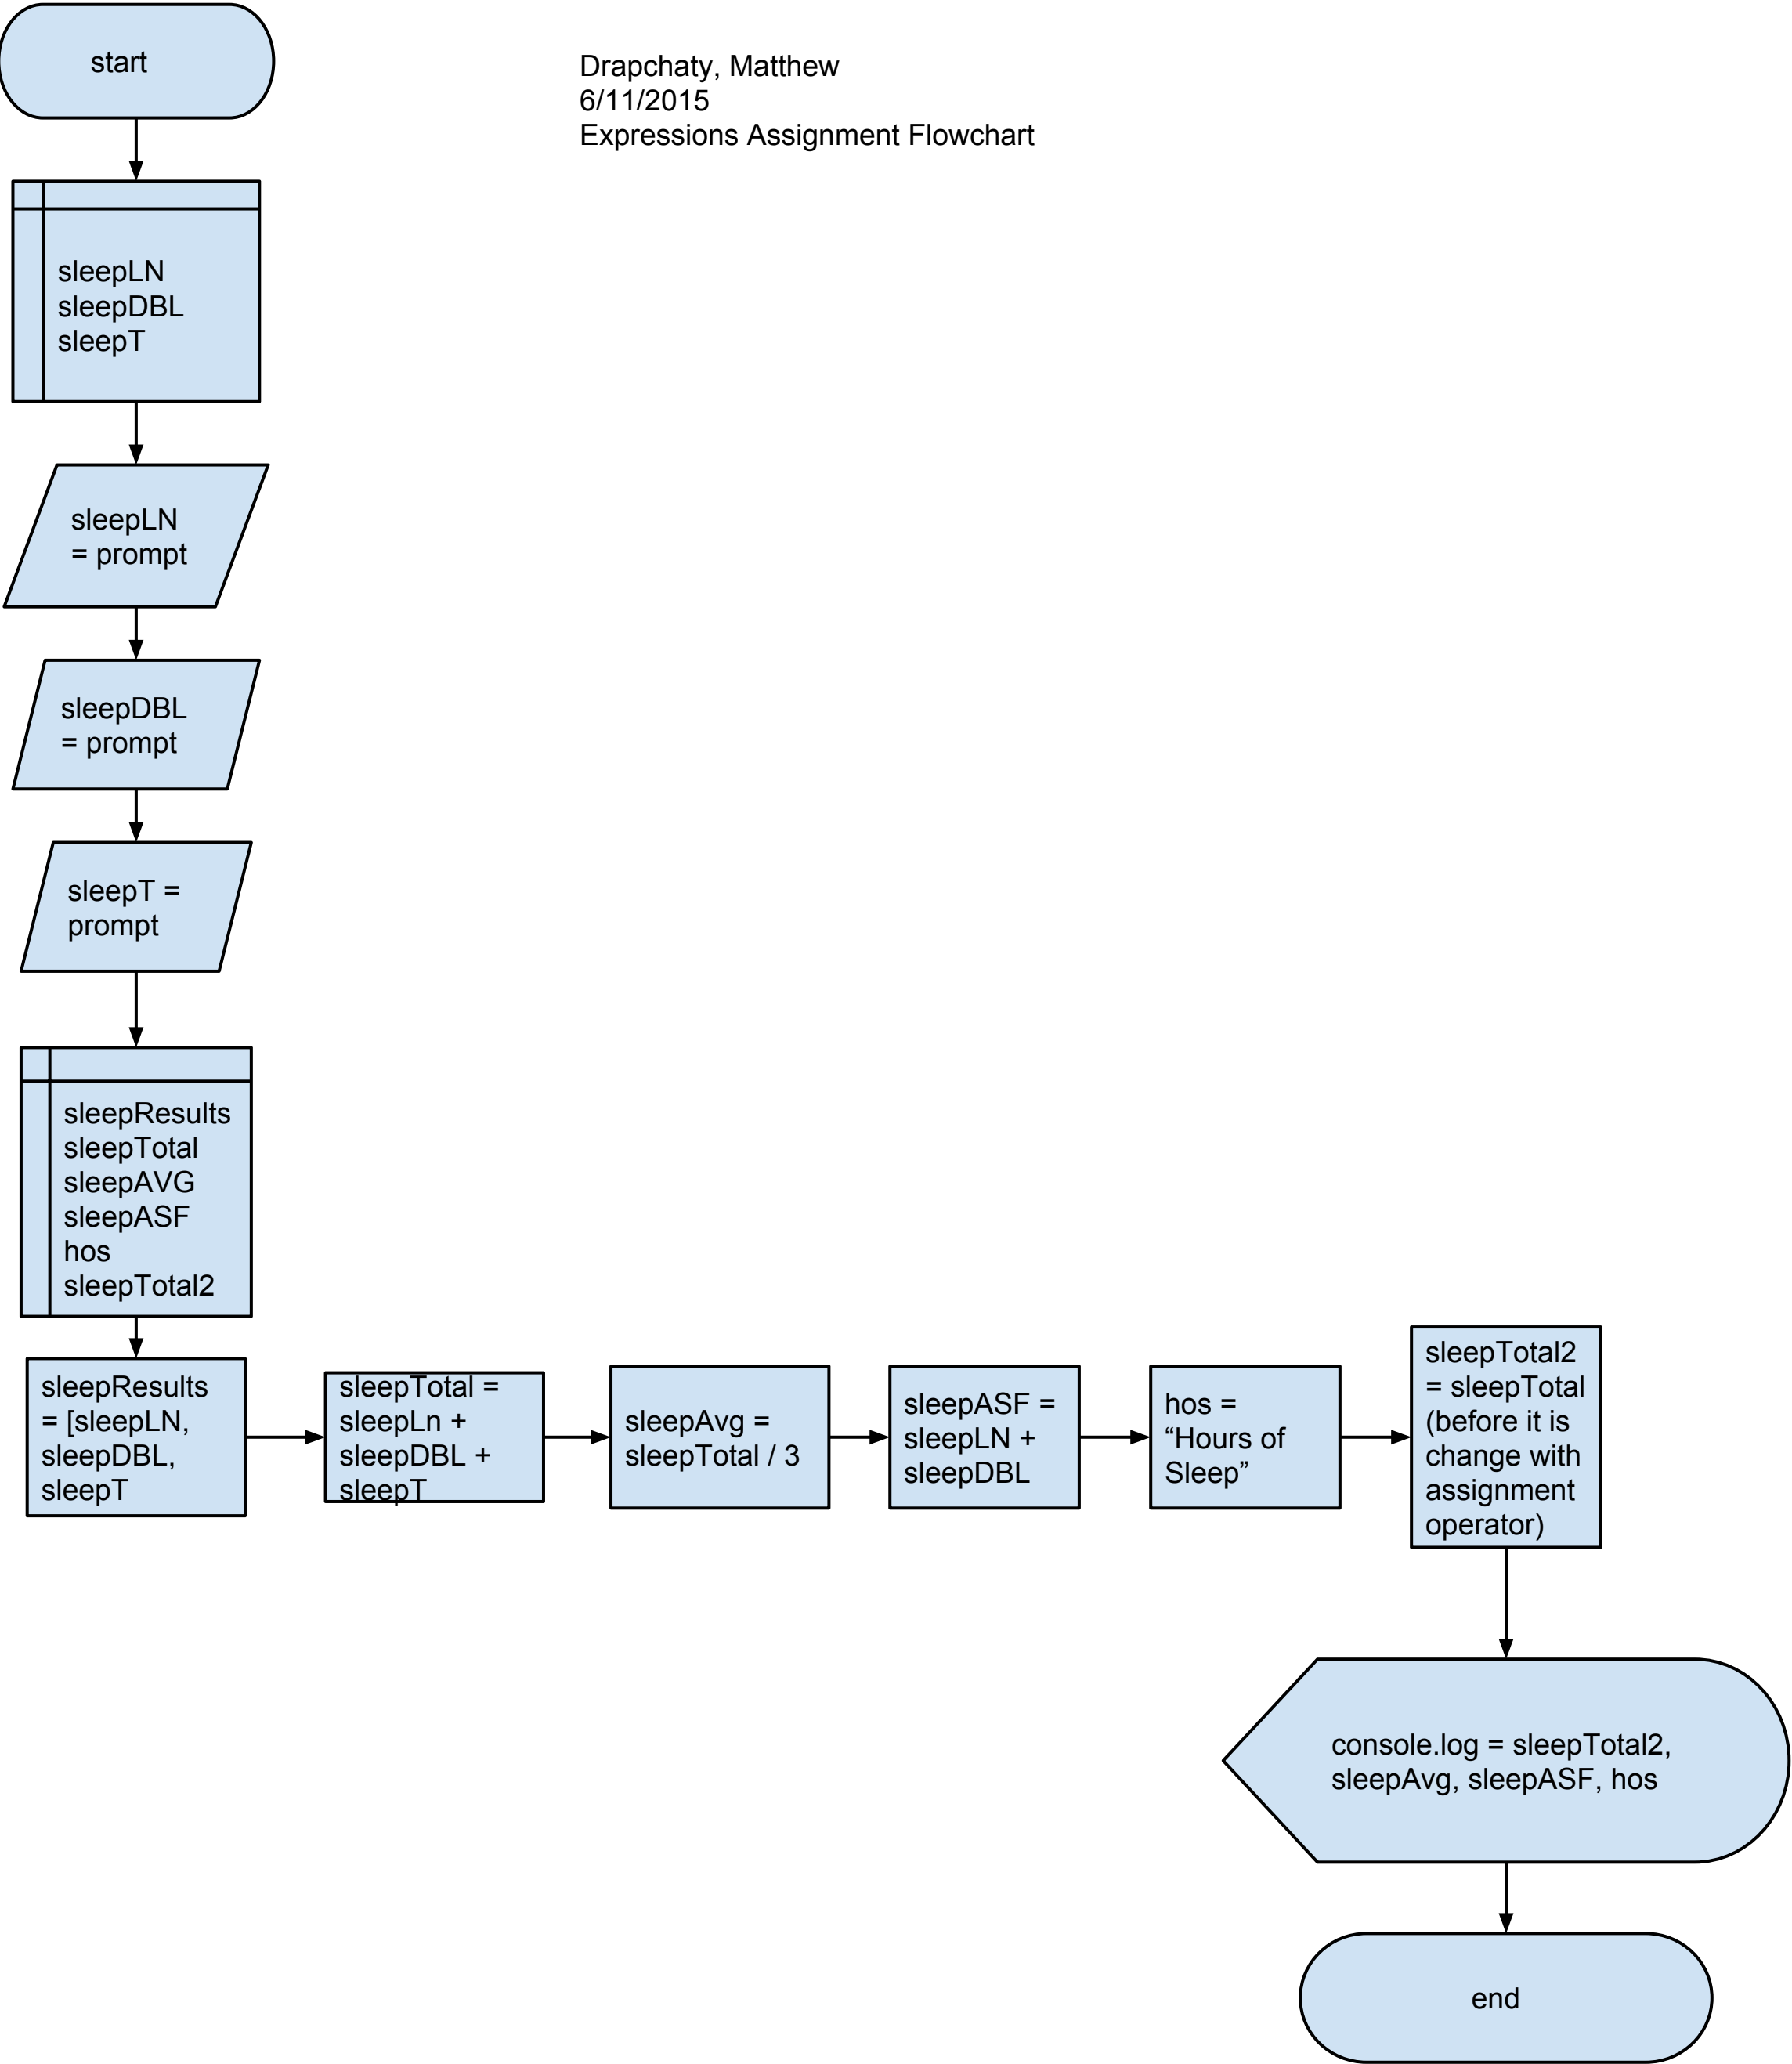 start
Drapchaty, Matthew
6/11/2015
Expressions Assignment Flowchart
sleepLN
sleepDBL
sleepT
sleepLN
= prompt
sleepDBL
= prompt
sleepT =
prompt
sleepResults
sleepTotal
sleepAVG
sleepASF
hos
sleepTotal2
sleepResults
= [sleepLN,
sleepDBL,
sleepT
sleepTotal =
sleepLn +
sleepDBL +
sleepT
sleepAvg =
sleepTotal / 3
sleepASF =
sleepLN +
sleepDBL
hos =
“Hours of
Sleep”
sleepTotal2
= sleepTotal
(before it is
change with
assignment
operator)
console.log = sleepTotal2,
sleepAvg, sleepASF, hos
end